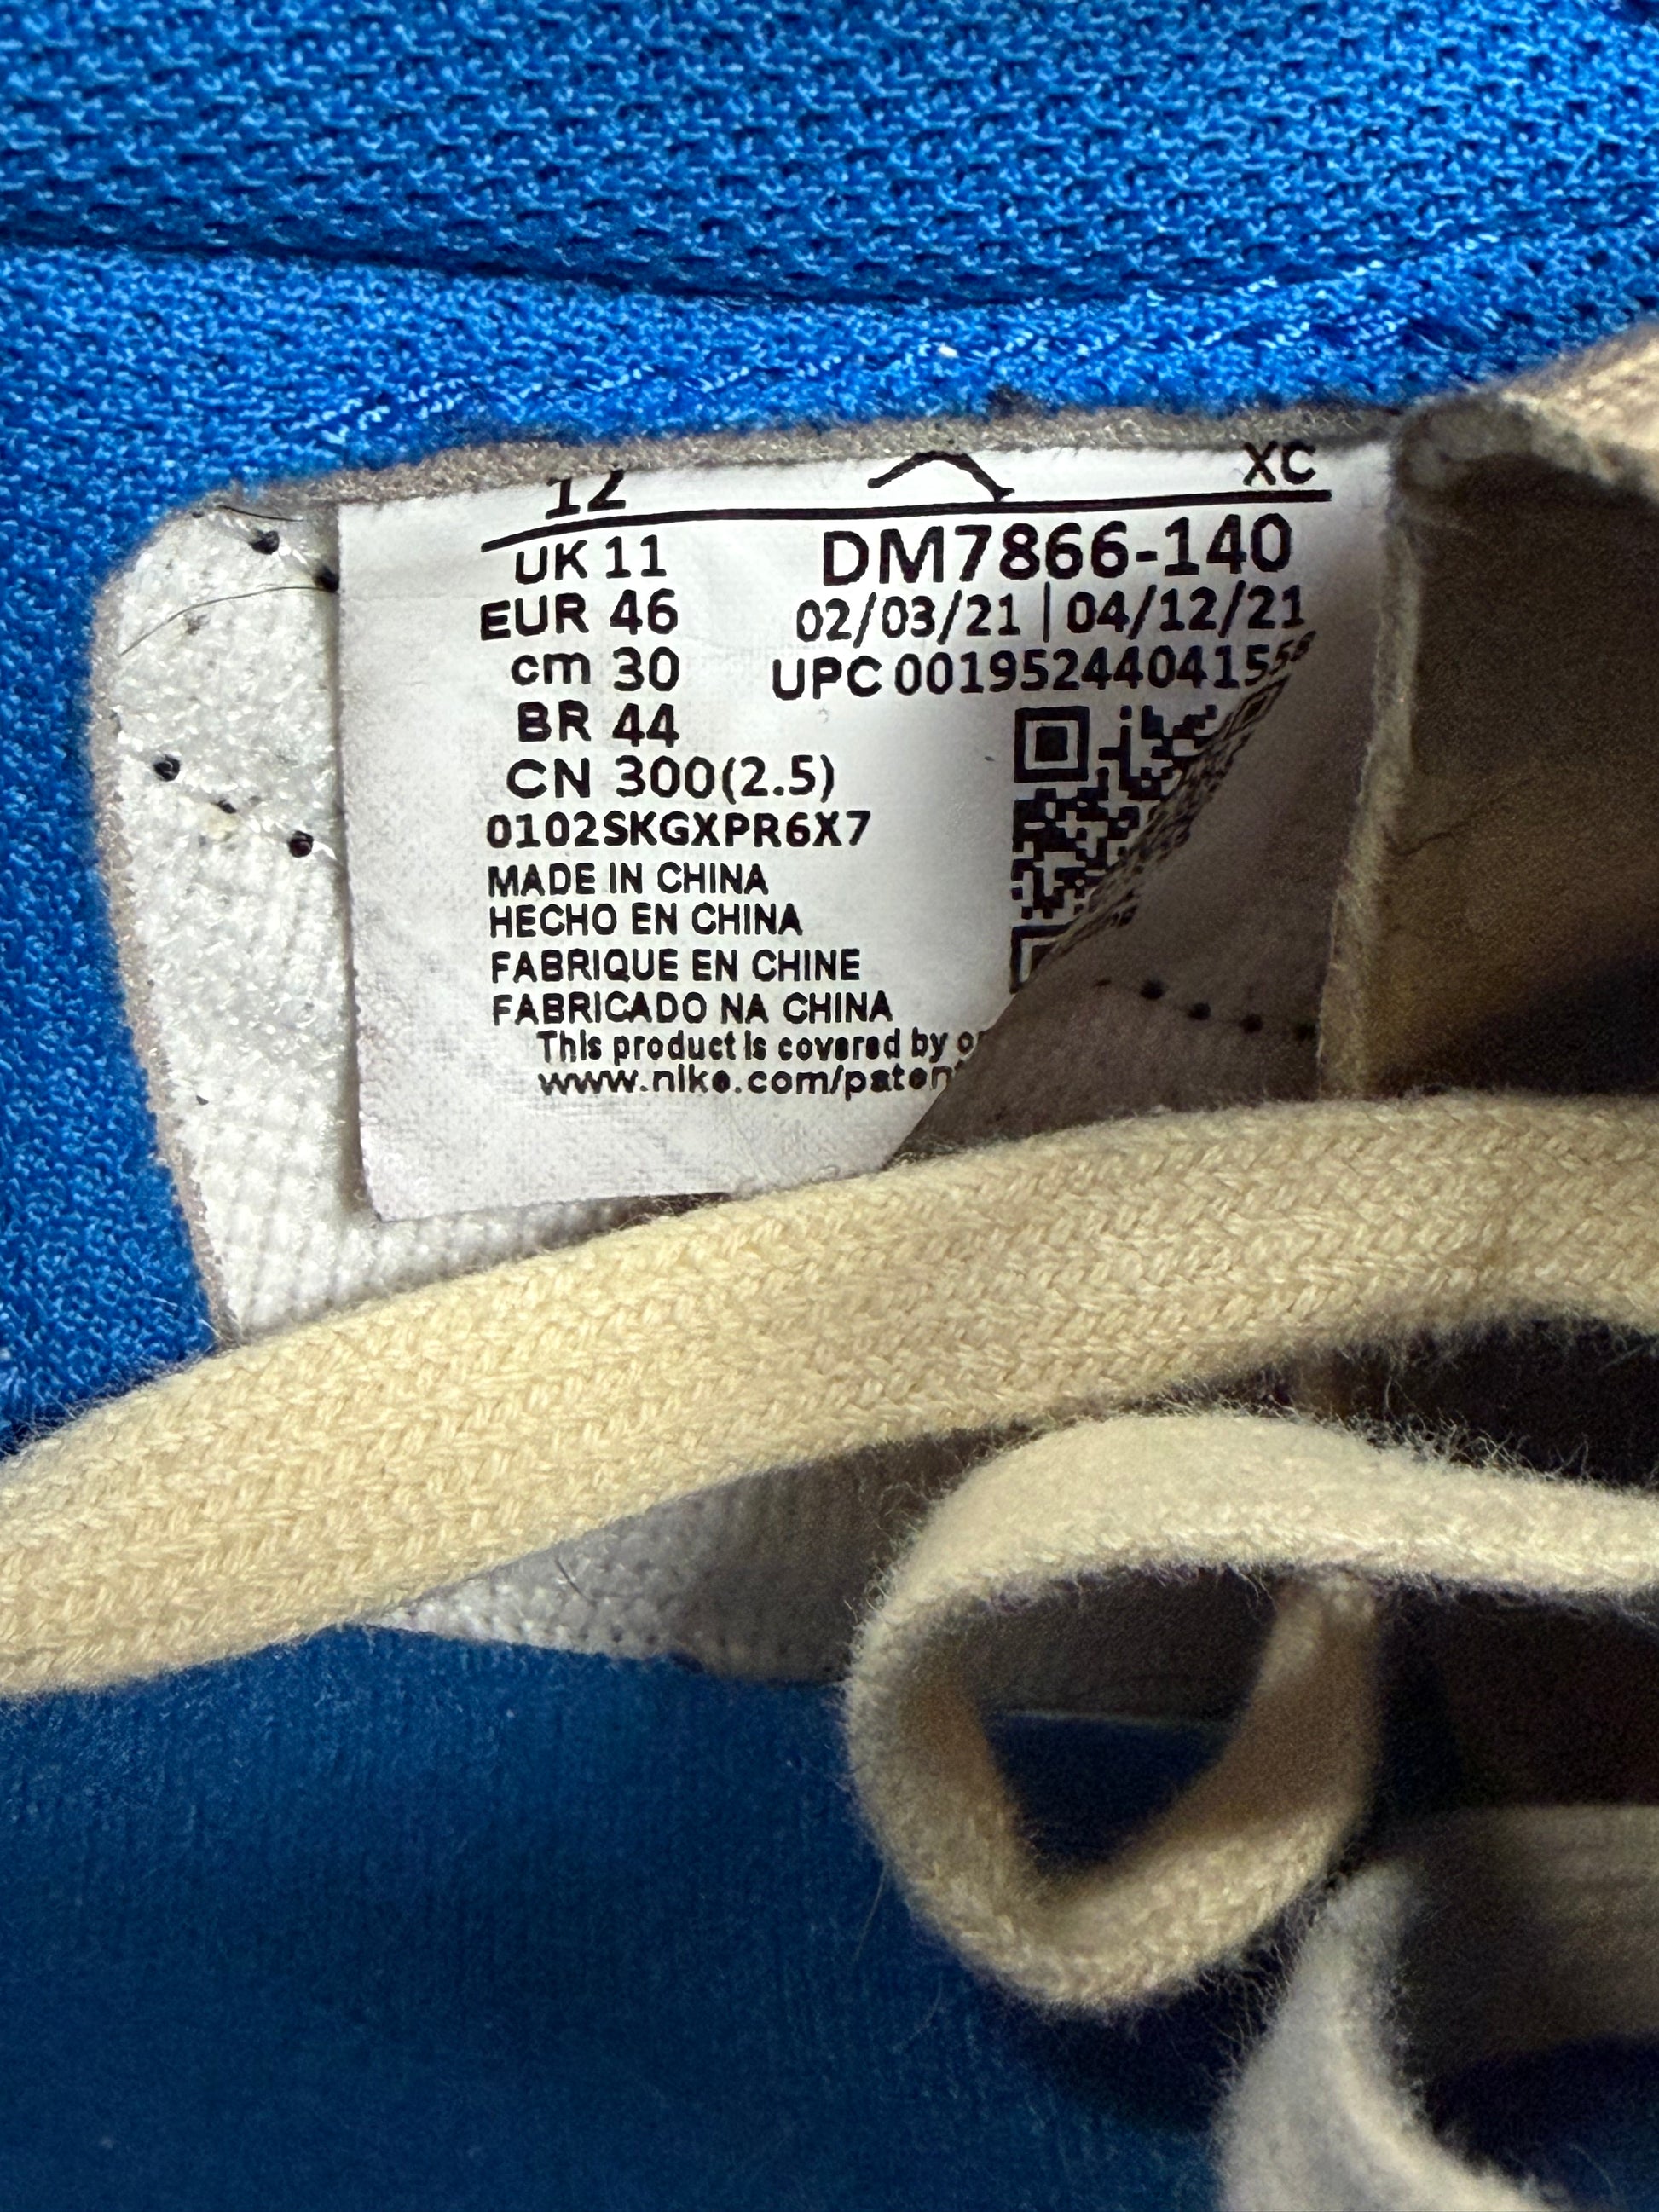 12 XC
UK 11 DM7866-140
EUR 46 02/03/21 | 04/12/21
cm 30 UPC 00195244041558
BR 44
CN 300(2.5)
0102SKGXPR6X7
MADE IN CHINA
HECHO EN CHINA
FABRIQUE EN CHINE
FABRICADO NA CHINA
This product is covered by
www.nike.com/paten